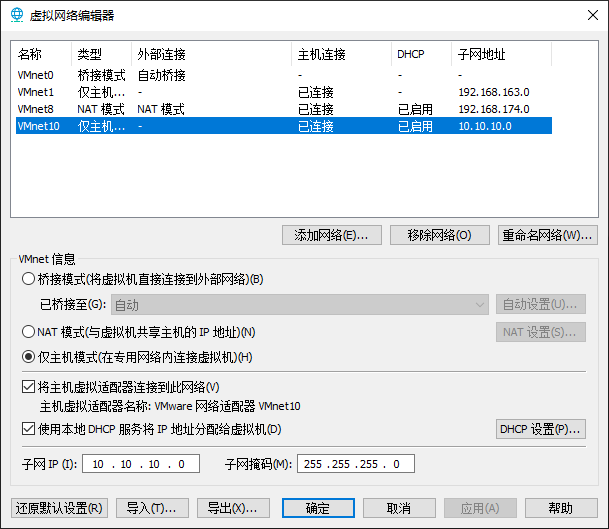 虚拟网络编辑器
名称 类型 外部连接 主机连接 DHCP 子网地址
VMnet0 桥接模式 自动桥接 - - -
VMnet1 仅主机... - 已连接 - 192.168.163.0
VMnet8 NAT 模式 NAT 模式 已连接 已启用 192.168.174.0
VMnet10 仅主机... - 已连接 已启用 10.10.10.0
添加网络(E)... 移除网络(O) 重命名网络(W)...
VMnet 信息
桥接模式(将虚拟机直接连接到外部网络)(B)
已桥接至(G): 自动 自动设置(U)...
NAT 模式(与虚拟机共享主机的 IP 地址)(N) NAT 设置(S)...
仅主机模式(在专用网络内连接虚拟机)(H)
将主机虚拟适配器连接到此网络(V)
主机虚拟适配器名称: VMware 网络适配器 VMnet10
使用本地 DHCP 服务将 IP 地址分配给虚拟机(D) DHCP 设置(P)...
子网 IP (I): 10 . 10 . 10 . 0 子网掩码(M): 255 . 255 . 255 . 0
还原默认设置(R) 导入(T)... 导出(X)... 确定 取消 应用(A) 帮助